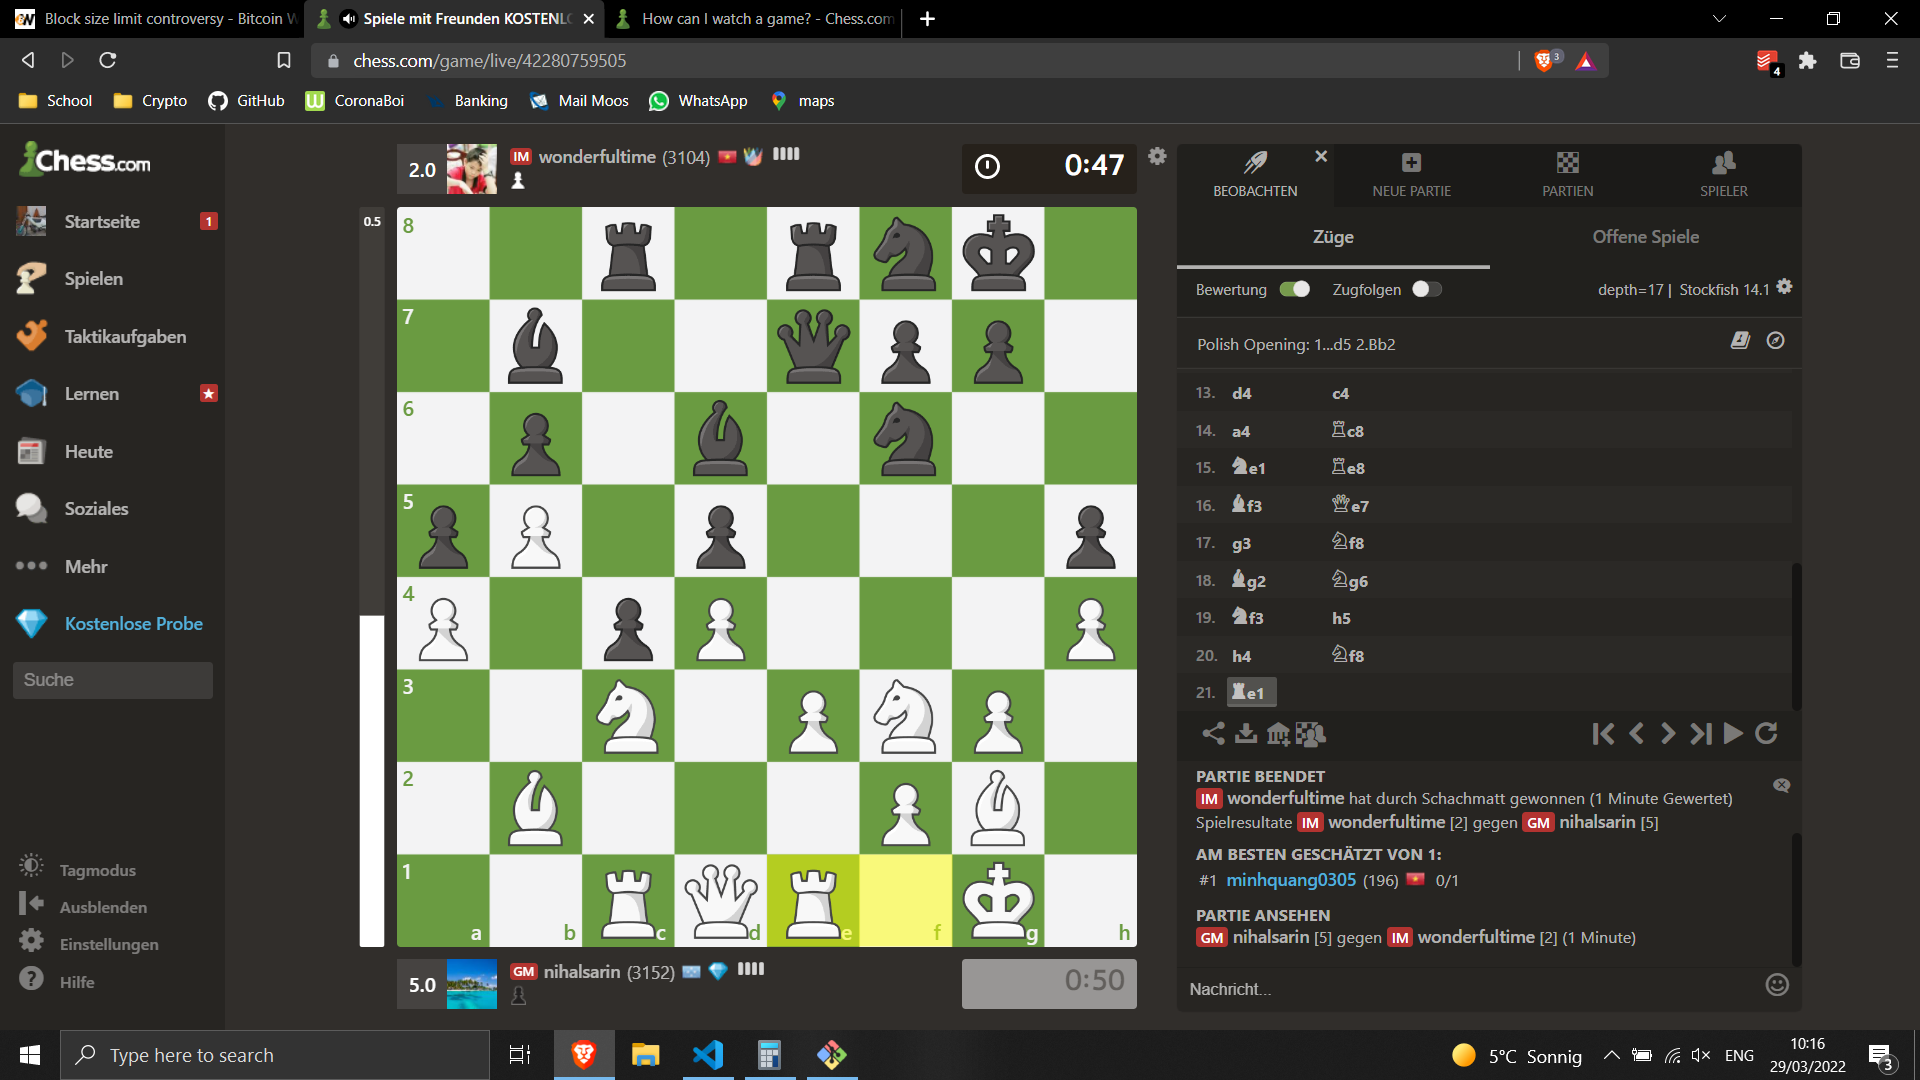 Block size limit controversy - Bitcoin W
Spiele mit Freunden KOSTENLO
How can I watch a game? - Chess.com
chess.com/game/live/42280759505
3
4
School
Crypto
GitHub
CoronaBoi
Banking
Mail Moos
WhatsApp
maps
Chess.com
Startseite
1
Spielen
Taktikaufgaben
Lernen
Heute
Soziales
Mehr
Kostenlose Probe
Suche
Tagmodus
Ausblenden
Einstellungen
Hilfe
2.0
IM wonderfultime (3104)
0:47
0.5
8
7
6
5
4
3
2
1
a b c d e f g h
5.0
GM nihalsarin (3152)
0:50
BEOBACHTEN
NEUE PARTIE
PARTIEN
SPIELER
Züge
Offene Spiele
Bewertung
Zugfolgen
depth=17 | Stockfish 14.1
Polish Opening: 1...d5 2.Bb2
13. d4 c4
14. a4 ♖c8
15. ♞e1 ♖e8
16. ♝f3 ♕e7
17. g3 ♘f8
18. ♝g2 ♘g6
19. ♞f3 h5
20. h4 ♘f8
21. ♜e1
PARTIE BEENDET
IM wonderfultime hat durch Schachmatt gewonnen (1 Minute Gewertet)
Spielresultate IM wonderfultime [2] gegen GM nihalsarin [5]
AM BESTEN GESCHÄTZT VON 1:
#1 minhquang0305 (196) 0/1
PARTIE ANSEHEN
GM nihalsarin [5] gegen IM wonderfultime [2] (1 Minute)
Nachricht...
Type here to search
5°C Sonnig
ENG
10:16
29/03/2022
3